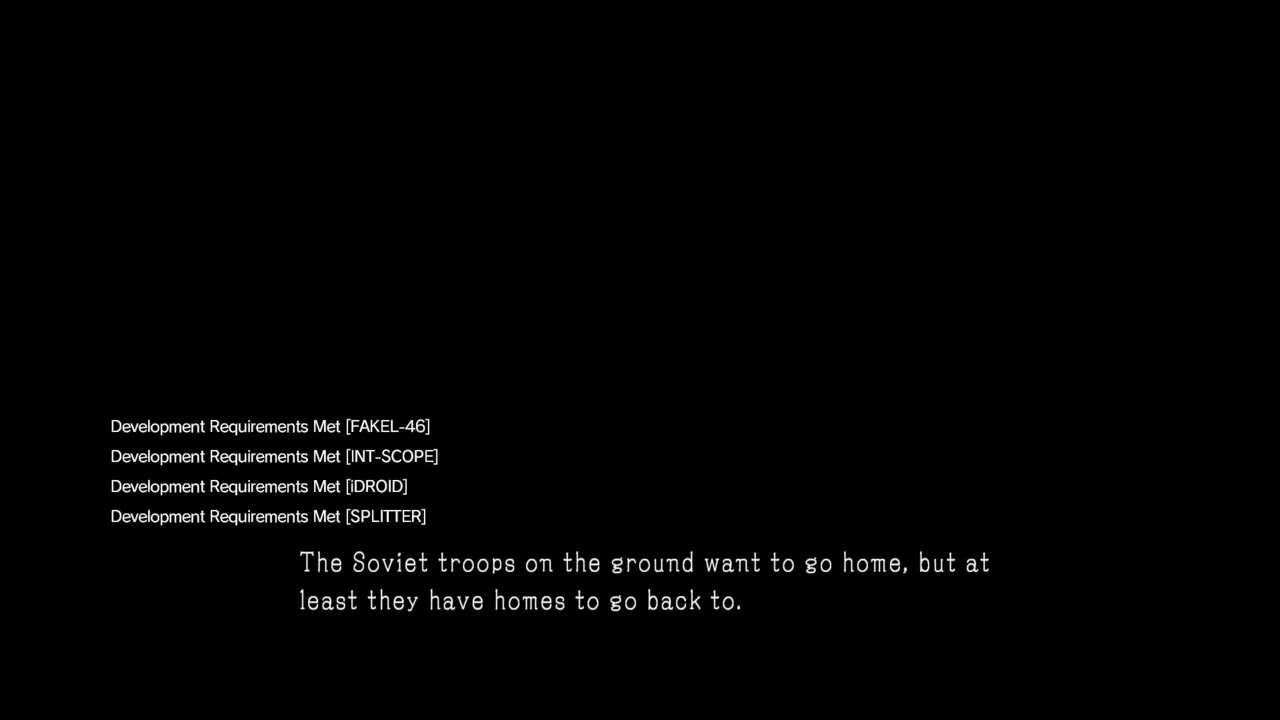 Development Requirements Met [FAKEL-46]
Development Requirements Met [INT-SCOPE]
Development Requirements Met [iDROID]
Development Requirements Met [SPLITTER]
The Soviet troops on the ground want to go home, but at
least they have homes to go back to.